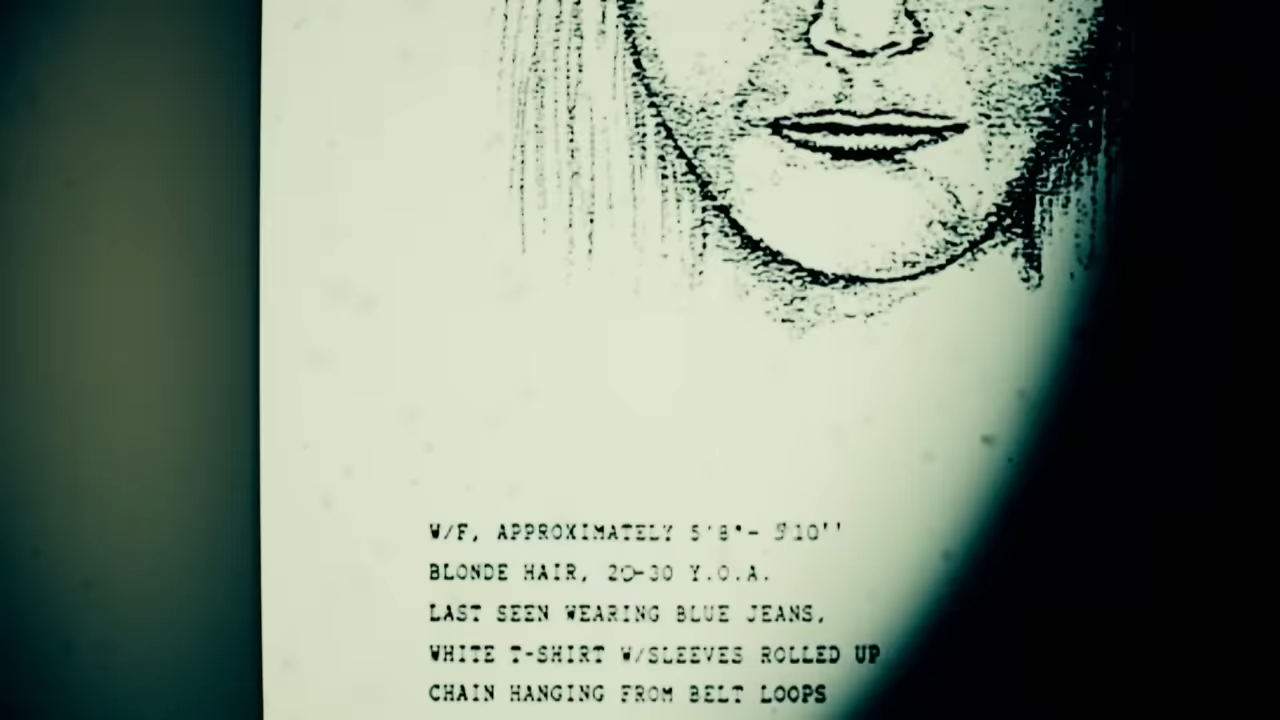 W/F, APPROXIMATELY 5'8"- 5'10''
BLONDE HAIR, 20-30 Y.O.A.
LAST SEEN WEARING BLUE JEANS,
WHITE T-SHIRT W/SLEEVES ROLLED UP
CHAIN HANGING FROM BELT LOOPS